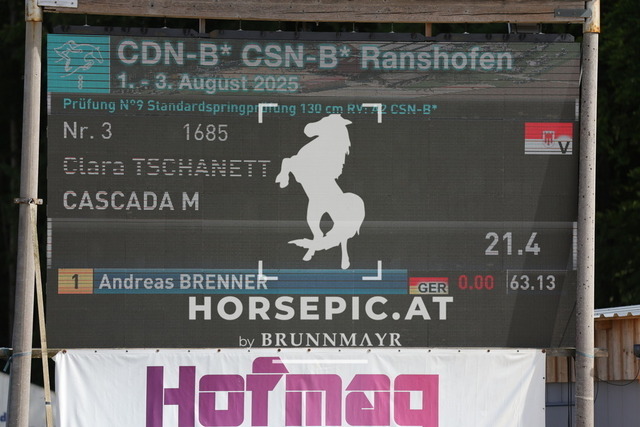 CDN-B* CSN-B* Ranshofen
1. - 3. August 2025
Prüfung N°9 Standardspringprüfung 130 cm RV: A2 CSN-B*
Nr. 3 1685
V
Clara TSCHANETT
CASCADA M
21.4
1 Andreas BRENNER GER 0.00 63.13
HORSEPIC.AT
by BRUNNMAYR
Hofmag